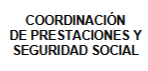 COORDINACIÓN
DE PRESTACIONES Y
SEGURIDAD SOCIAL